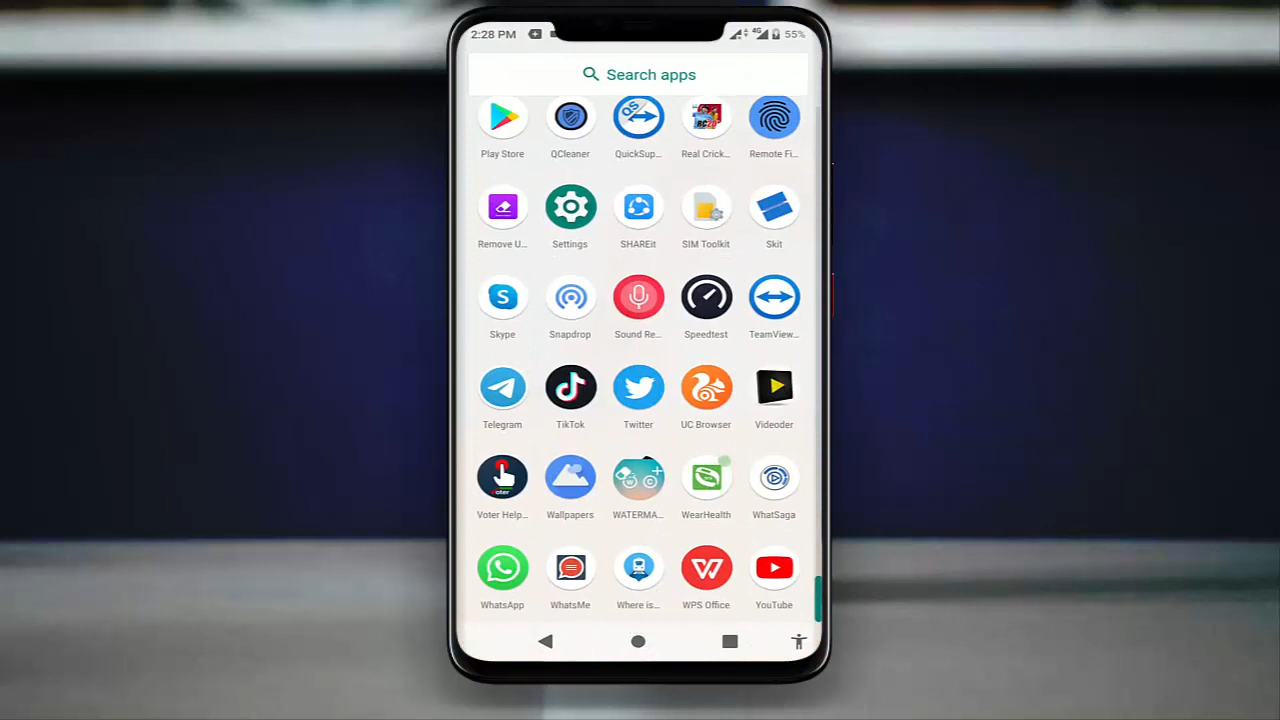 2:28 PM 4G 55%
Search apps
Play Store QCleaner QuickSup... Real Crick... Remote Fi...
Remove U... Settings SHAREit SIM Toolkit Skit
Skype Snapdrop Sound Re... Speedtest TeamView...
Telegram TikTok Twitter UC Browser Videoder
Voter Help... Wallpapers WATERMA... WearHealth WhatSaga
WhatsApp WhatsMe Where is... WPS Office YouTube